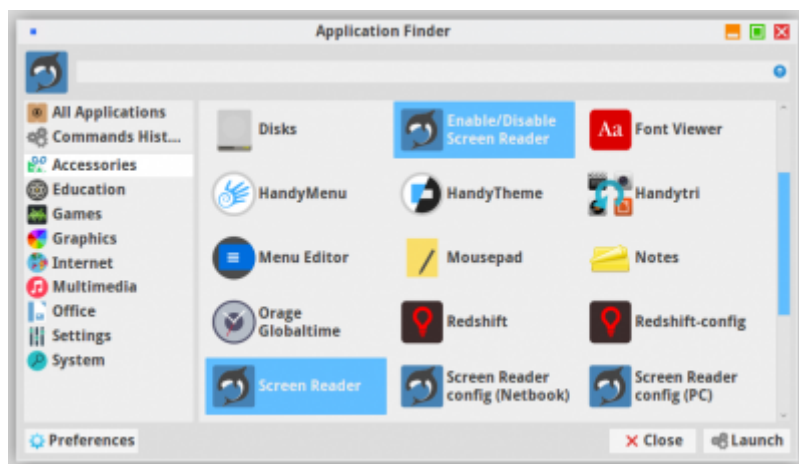 Application Finder
All Applications
Commands Hist...
Accessories
Education
Games
Graphics
Internet
Multimedia
Office
Settings
System
Disks
Enable/Disable
Screen Reader
Aa
Font Viewer
HandyMenu
HandyTheme
Handytri
Menu Editor
Mousepad
Notes
Orage
Globaltime
Redshift
Redshift-config
Screen Reader
Screen Reader
config (Netbook)
Screen Reader
config (PC)
Preferences
Close
Launch